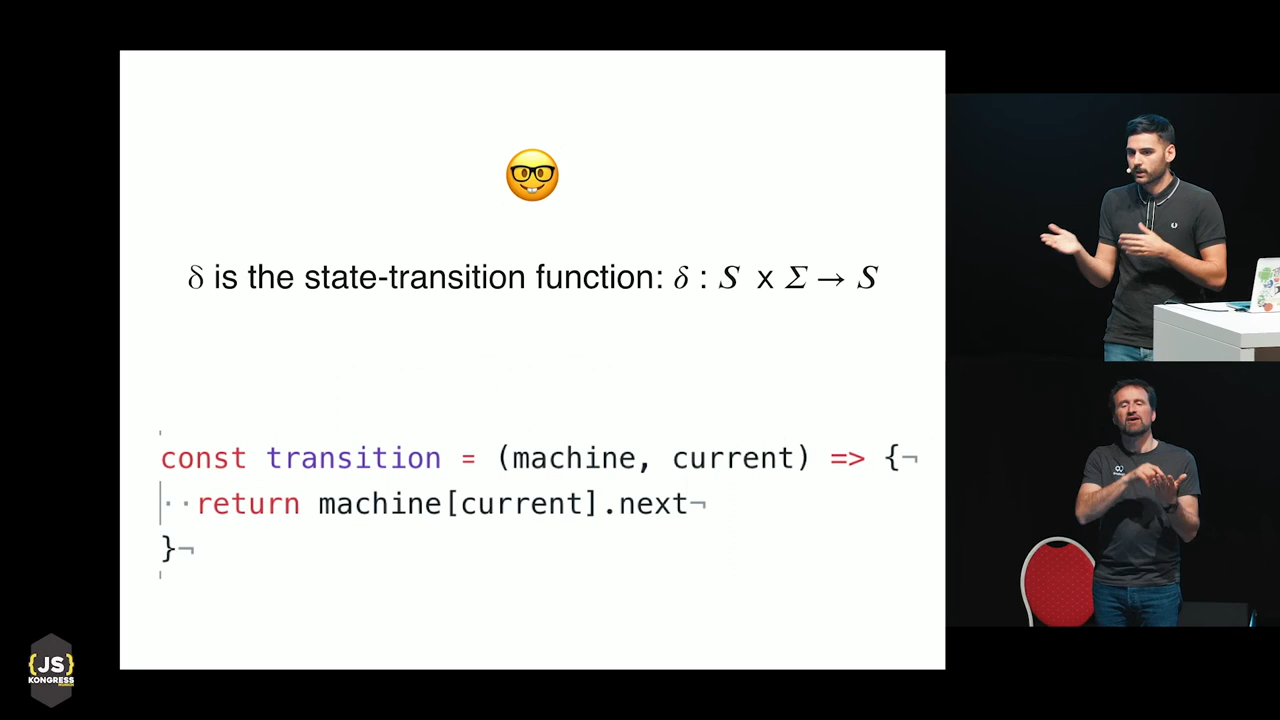 δ is the state-transition function: δ : S x Σ → S
const transition = (machine, current) => {¬
··return machine[current].next¬
}¬
{JS}
KONGRESS